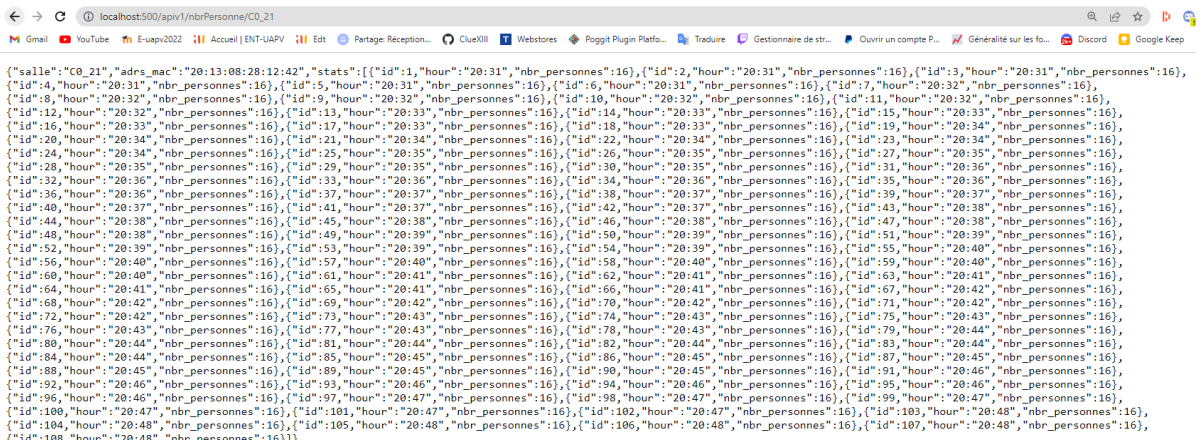 localhost:500/apiv1/nbrPersonne/C0_21
Gmail YouTube E-uapv2022 Accueil | ENT-UAPV Edt Partage: Réception... ClueXIII Webstores Poggit Plugin Platfo... Traduire Gestionnaire de str... Ouvrir un compte P... Généralité sur les fo... Discord Google Keep
{"salle":"C0_21","adrs_mac":"20:13:08:28:12:42","stats":[{"id":1,"hour":"20:31","nbr_personnes":16},{"id":2,"hour":"20:31","nbr_personnes":16},{"id":3,"hour":"20:31","nbr_personnes":16},
{"id":4,"hour":"20:31","nbr_personnes":16},{"id":5,"hour":"20:31","nbr_personnes":16},{"id":6,"hour":"20:31","nbr_personnes":16},{"id":7,"hour":"20:32","nbr_personnes":16},
{"id":8,"hour":"20:32","nbr_personnes":16},{"id":9,"hour":"20:32","nbr_personnes":16},{"id":10,"hour":"20:32","nbr_personnes":16},{"id":11,"hour":"20:32","nbr_personnes":16},
{"id":12,"hour":"20:32","nbr_personnes":16},{"id":13,"hour":"20:33","nbr_personnes":16},{"id":14,"hour":"20:33","nbr_personnes":16},{"id":15,"hour":"20:33","nbr_personnes":16},
{"id":16,"hour":"20:33","nbr_personnes":16},{"id":17,"hour":"20:33","nbr_personnes":16},{"id":18,"hour":"20:33","nbr_personnes":16},{"id":19,"hour":"20:34","nbr_personnes":16},
{"id":20,"hour":"20:34","nbr_personnes":16},{"id":21,"hour":"20:34","nbr_personnes":16},{"id":22,"hour":"20:34","nbr_personnes":16},{"id":23,"hour":"20:34","nbr_personnes":16},
{"id":24,"hour":"20:34","nbr_personnes":16},{"id":25,"hour":"20:35","nbr_personnes":16},{"id":26,"hour":"20:35","nbr_personnes":16},{"id":27,"hour":"20:35","nbr_personnes":16},
{"id":28,"hour":"20:35","nbr_personnes":16},{"id":29,"hour":"20:35","nbr_personnes":16},{"id":30,"hour":"20:35","nbr_personnes":16},{"id":31,"hour":"20:36","nbr_personnes":16},
{"id":32,"hour":"20:36","nbr_personnes":16},{"id":33,"hour":"20:36","nbr_personnes":16},{"id":34,"hour":"20:36","nbr_personnes":16},{"id":35,"hour":"20:36","nbr_personnes":16},
{"id":36,"hour":"20:36","nbr_personnes":16},{"id":37,"hour":"20:37","nbr_personnes":16},{"id":38,"hour":"20:37","nbr_personnes":16},{"id":39,"hour":"20:37","nbr_personnes":16},
{"id":40,"hour":"20:37","nbr_personnes":16},{"id":41,"hour":"20:37","nbr_personnes":16},{"id":42,"hour":"20:37","nbr_personnes":16},{"id":43,"hour":"20:38","nbr_personnes":16},
{"id":44,"hour":"20:38","nbr_personnes":16},{"id":45,"hour":"20:38","nbr_personnes":16},{"id":46,"hour":"20:38","nbr_personnes":16},{"id":47,"hour":"20:38","nbr_personnes":16},
{"id":48,"hour":"20:38","nbr_personnes":16},{"id":49,"hour":"20:39","nbr_personnes":16},{"id":50,"hour":"20:39","nbr_personnes":16},{"id":51,"hour":"20:39","nbr_personnes":16},
{"id":52,"hour":"20:39","nbr_personnes":16},{"id":53,"hour":"20:39","nbr_personnes":16},{"id":54,"hour":"20:39","nbr_personnes":16},{"id":55,"hour":"20:40","nbr_personnes":16},
{"id":56,"hour":"20:40","nbr_personnes":16},{"id":57,"hour":"20:40","nbr_personnes":16},{"id":58,"hour":"20:40","nbr_personnes":16},{"id":59,"hour":"20:40","nbr_personnes":16},
{"id":60,"hour":"20:40","nbr_personnes":16},{"id":61,"hour":"20:41","nbr_personnes":16},{"id":62,"hour":"20:41","nbr_personnes":16},{"id":63,"hour":"20:41","nbr_personnes":16},
{"id":64,"hour":"20:41","nbr_personnes":16},{"id":65,"hour":"20:41","nbr_personnes":16},{"id":66,"hour":"20:41","nbr_personnes":16},{"id":67,"hour":"20:42","nbr_personnes":16},
{"id":68,"hour":"20:42","nbr_personnes":16},{"id":69,"hour":"20:42","nbr_personnes":16},{"id":70,"hour":"20:42","nbr_personnes":16},{"id":71,"hour":"20:42","nbr_personnes":16},
{"id":72,"hour":"20:42","nbr_personnes":16},{"id":73,"hour":"20:43","nbr_personnes":16},{"id":74,"hour":"20:43","nbr_personnes":16},{"id":75,"hour":"20:43","nbr_personnes":16},
{"id":76,"hour":"20:43","nbr_personnes":16},{"id":77,"hour":"20:43","nbr_personnes":16},{"id":78,"hour":"20:43","nbr_personnes":16},{"id":79,"hour":"20:44","nbr_personnes":16},
{"id":80,"hour":"20:44","nbr_personnes":16},{"id":81,"hour":"20:44","nbr_personnes":16},{"id":82,"hour":"20:44","nbr_personnes":16},{"id":83,"hour":"20:44","nbr_personnes":16},
{"id":84,"hour":"20:44","nbr_personnes":16},{"id":85,"hour":"20:45","nbr_personnes":16},{"id":86,"hour":"20:45","nbr_personnes":16},{"id":87,"hour":"20:45","nbr_personnes":16},
{"id":88,"hour":"20:45","nbr_personnes":16},{"id":89,"hour":"20:45","nbr_personnes":16},{"id":90,"hour":"20:45","nbr_personnes":16},{"id":91,"hour":"20:46","nbr_personnes":16},
{"id":92,"hour":"20:46","nbr_personnes":16},{"id":93,"hour":"20:46","nbr_personnes":16},{"id":94,"hour":"20:46","nbr_personnes":16},{"id":95,"hour":"20:46","nbr_personnes":16},
{"id":96,"hour":"20:46","nbr_personnes":16},{"id":97,"hour":"20:47","nbr_personnes":16},{"id":98,"hour":"20:47","nbr_personnes":16},{"id":99,"hour":"20:47","nbr_personnes":16},
{"id":100,"hour":"20:47","nbr_personnes":16},{"id":101,"hour":"20:47","nbr_personnes":16},{"id":102,"hour":"20:47","nbr_personnes":16},{"id":103,"hour":"20:48","nbr_personnes":16},
{"id":104,"hour":"20:48","nbr_personnes":16},{"id":105,"hour":"20:48","nbr_personnes":16},{"id":106,"hour":"20:48","nbr_personnes":16},{"id":107,"hour":"20:48","nbr_personnes":16},
{"id":108,"hour":"20:48","nbr_personnes":16}]}